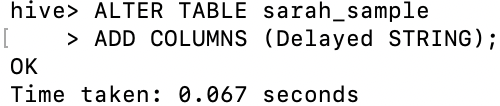 hive> ALTER TABLE sarah_sample
[    > ADD COLUMNS (Delayed STRING);
OK
Time taken: 0.067 seconds